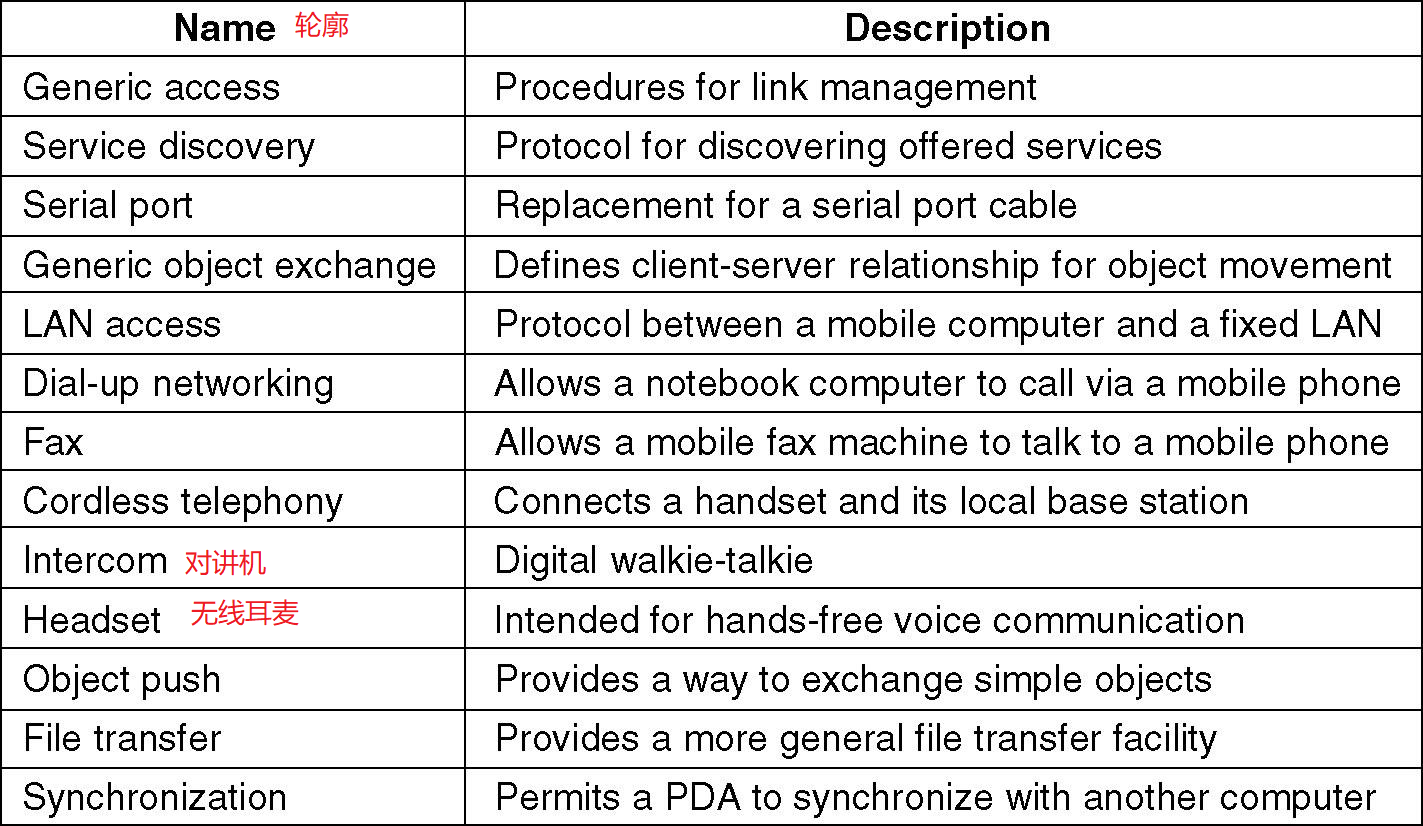 Name 轮廓 Description
Generic access Procedures for link management
Service discovery Protocol for discovering offered services
Serial port Replacement for a serial port cable
Generic object exchange Defines client-server relationship for object movement
LAN access Protocol between a mobile computer and a fixed LAN
Dial-up networking Allows a notebook computer to call via a mobile phone
Fax Allows a mobile fax machine to talk to a mobile phone
Cordless telephony Connects a handset and its local base station
Intercom 对讲机 Digital walkie-talkie
Headset 无线耳麦 Intended for hands-free voice communication
Object push Provides a way to exchange simple objects
File transfer Provides a more general file transfer facility
Synchronization Permits a PDA to synchronize with another computer